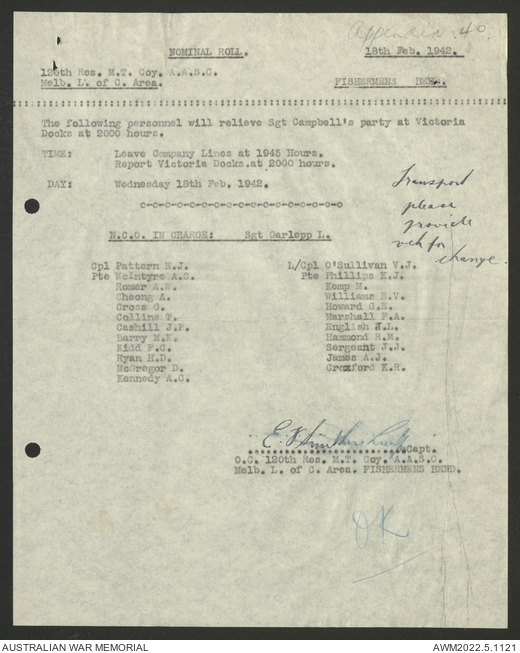 Appendix 40.
NOMINAL ROLL. 18th Feb. 1942.
120th Res. M.T. Coy. A.A.S.C.
Melb. L. of C. Area. FISHERMENS BEND.
The following personnel will relieve Sgt Campbell's party at Victoria
Docks at 2000 hours.
TIME: Leave Company Lines at 1945 Hours.
Report Victoria Docks.at 2000 hours.
DAY: Wednesday 18th Feb. 1942.
Transport
please
provide
veh for
change.
N.C.O. IN CHARGE: Sgt Carlepp L.
Cpl Pattern H.J. L/Cpl O'Sullivan V.J.
Pte McIntyre A.C. Pte Phillips K.J.
Romer A.W. Kemp M.
Cheong A. Williams E.V.
Cross G. Howard G.E.
Collins T. Marshall F.A.
Cashill J.P. English H.L.
Barry M.K. Hammond R.M.
Kidd F.C. Sergeant J.J.
Ryan H.D. James A.J.
McGregor D. Croxford K.R.
Kennedy A.C.
Capt.
O.C. 120th Res. M.T. Coy. A.A.S.C.
Melb. L. of C. Area. FISHERMENS BEND.
OK
AUSTRALIAN WAR MEMORIAL AWM2022.5.1121